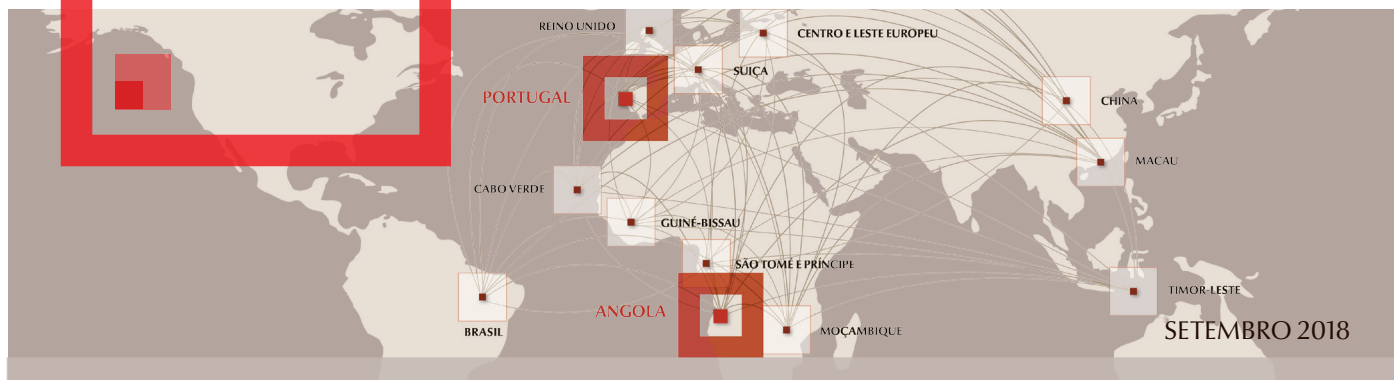 REINO UNIDO
CENTRO E LESTE EUROPEU
SUIÇA
PORTUGAL
CHINA
MACAU
CABO VERDE
GUINÉ-BISSAU
SÃO TOMÉ E PRÍNCIPE
TIMOR-LESTE
ANGOLA
BRASIL
MOÇAMBIQUE
SETEMBRO 2018